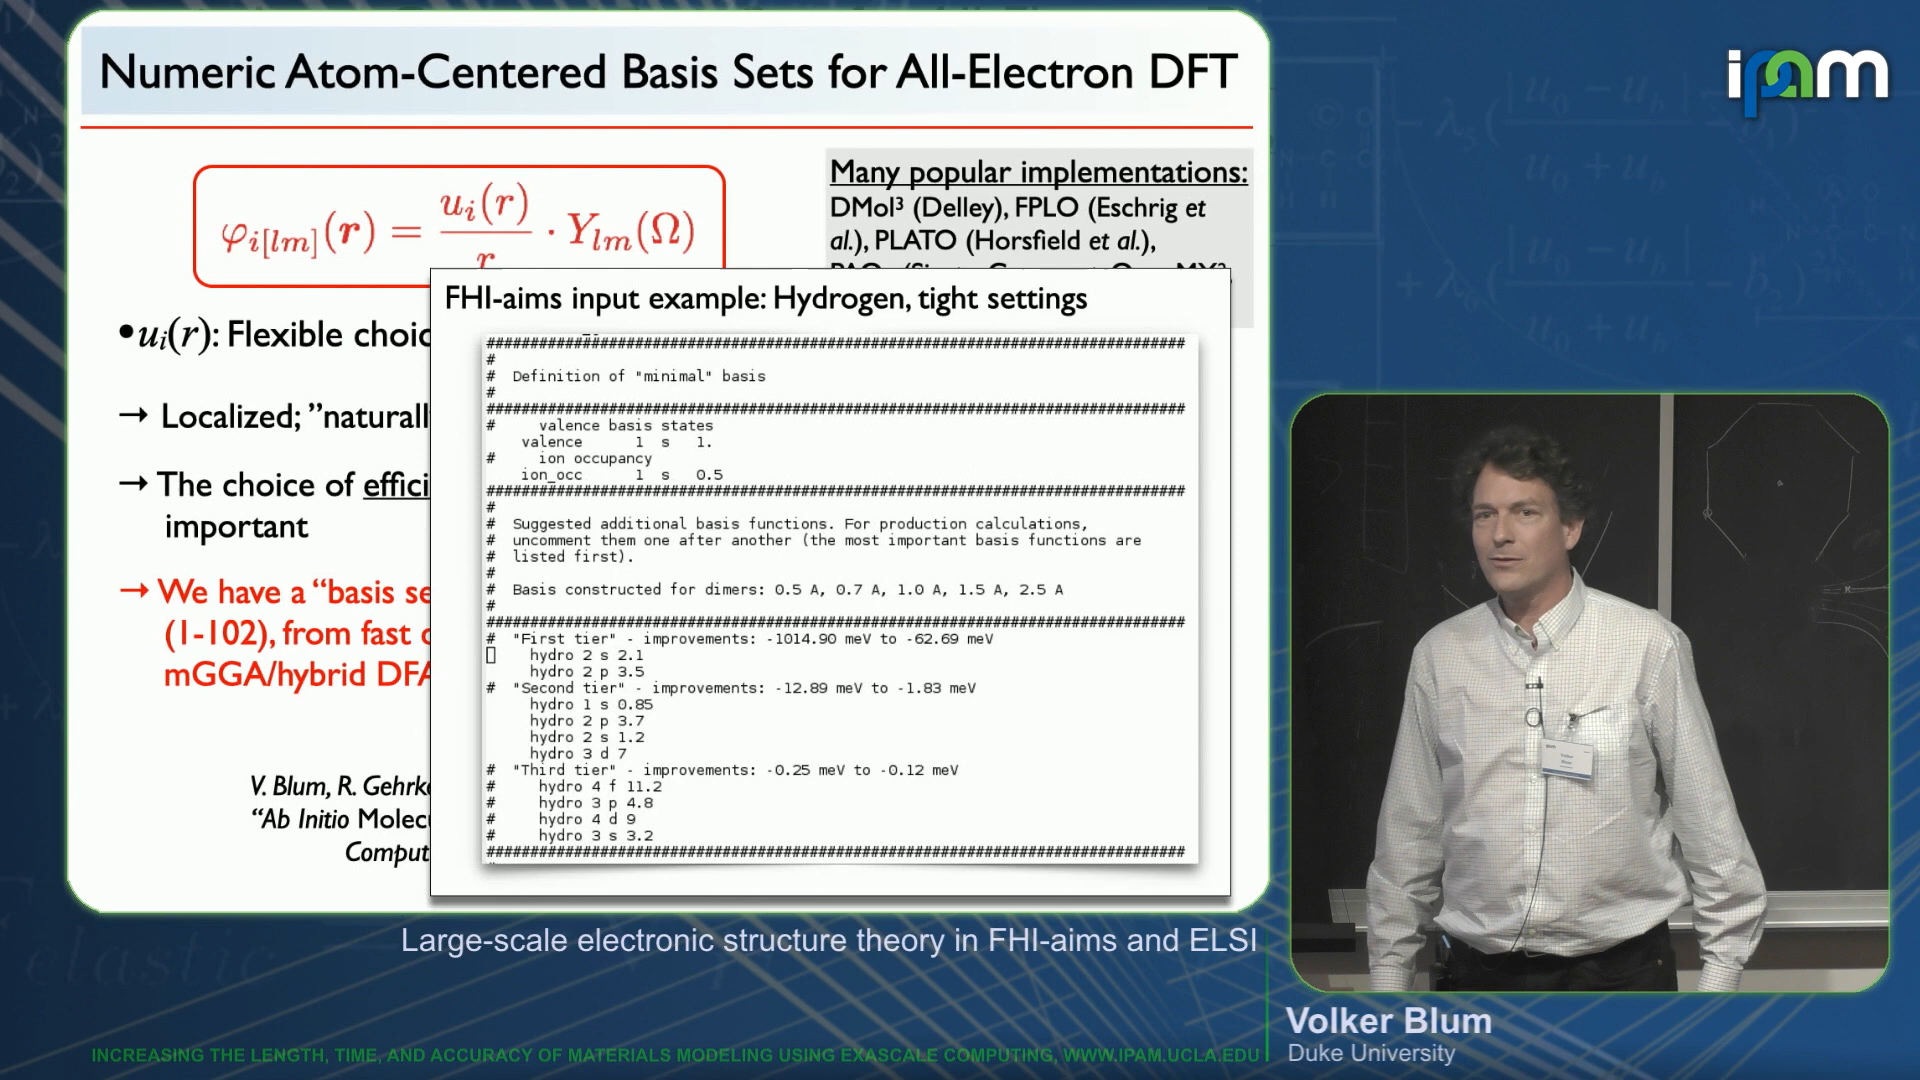 Numeric Atom-Centered Basis Sets for All-Electron DFT
φi[lm](r) = ui(r) / r · Ylm(Ω)
Many popular implementations:
DMol³ (Delley), FPLO (Eschrig et
al.), PLATO (Horsfield et al.),
•ui(r): Flexible choic
→ Localized; ”naturall
→ The choice of effici
important
→ We have a “basis se
(1-102), from fast
mGGA/hybrid DFA
V. Blum, R. Gehrke
“Ab Initio Molecu
Comput
FHI-aims input example: Hydrogen, tight settings
################################################################################
#
#  Definition of "minimal" basis
#
################################################################################
#     valence basis states
    valence      1  s   1.
#     ion occupancy
    ion_occ      1  s   0.5
################################################################################
#
#  Suggested additional basis functions. For production calculations,
#  uncomment them one after another (the most important basis functions are
#  listed first).
#
#  Basis constructed for dimers: 0.5 A, 0.7 A, 1.0 A, 1.5 A, 2.5 A
#
################################################################################
#  "First tier" - improvements: -1014.90 meV to -62.69 meV
     hydro 2 s 2.1
     hydro 2 p 3.5
#  "Second tier" - improvements: -12.89 meV to -1.83 meV
     hydro 1 s 0.85
     hydro 2 p 3.7
     hydro 2 s 1.2
     hydro 3 d 7
#  "Third tier" - improvements: -0.25 meV to -0.12 meV
#     hydro 4 f 11.2
#     hydro 3 p 4.8
#     hydro 4 d 9
#     hydro 3 s 3.2
################################################################################
ipam
Large-scale electronic structure theory in FHI-aims and ELSI
Volker Blum
Duke University
INCREASING THE LENGTH, TIME, AND ACCURACY OF MATERIALS MODELING USING EXASCALE COMPUTING, WWW.IPAM.UCLA.EDU